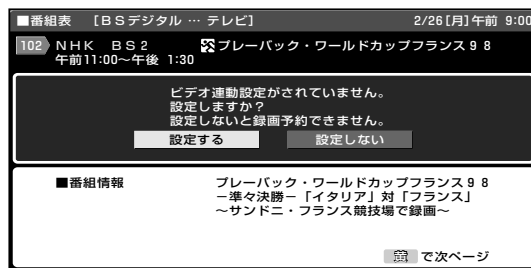 ■番組表 [BSデジタル … テレビ] 2/26[月]午前 9:00
102 NHK BS2 プレーバック・ワールドカップフランス98
午前11:00~午後 1:30
ビデオ連動設定がされていません。
設定しますか?
設定しないと録画予約できません。
設定する 設定しない
■番組情報 プレーバック・ワールドカップフランス98
−準々決勝−「イタリア」対「フランス」
~サンドニ・フランス競技場で録画~
黄 で次ページ